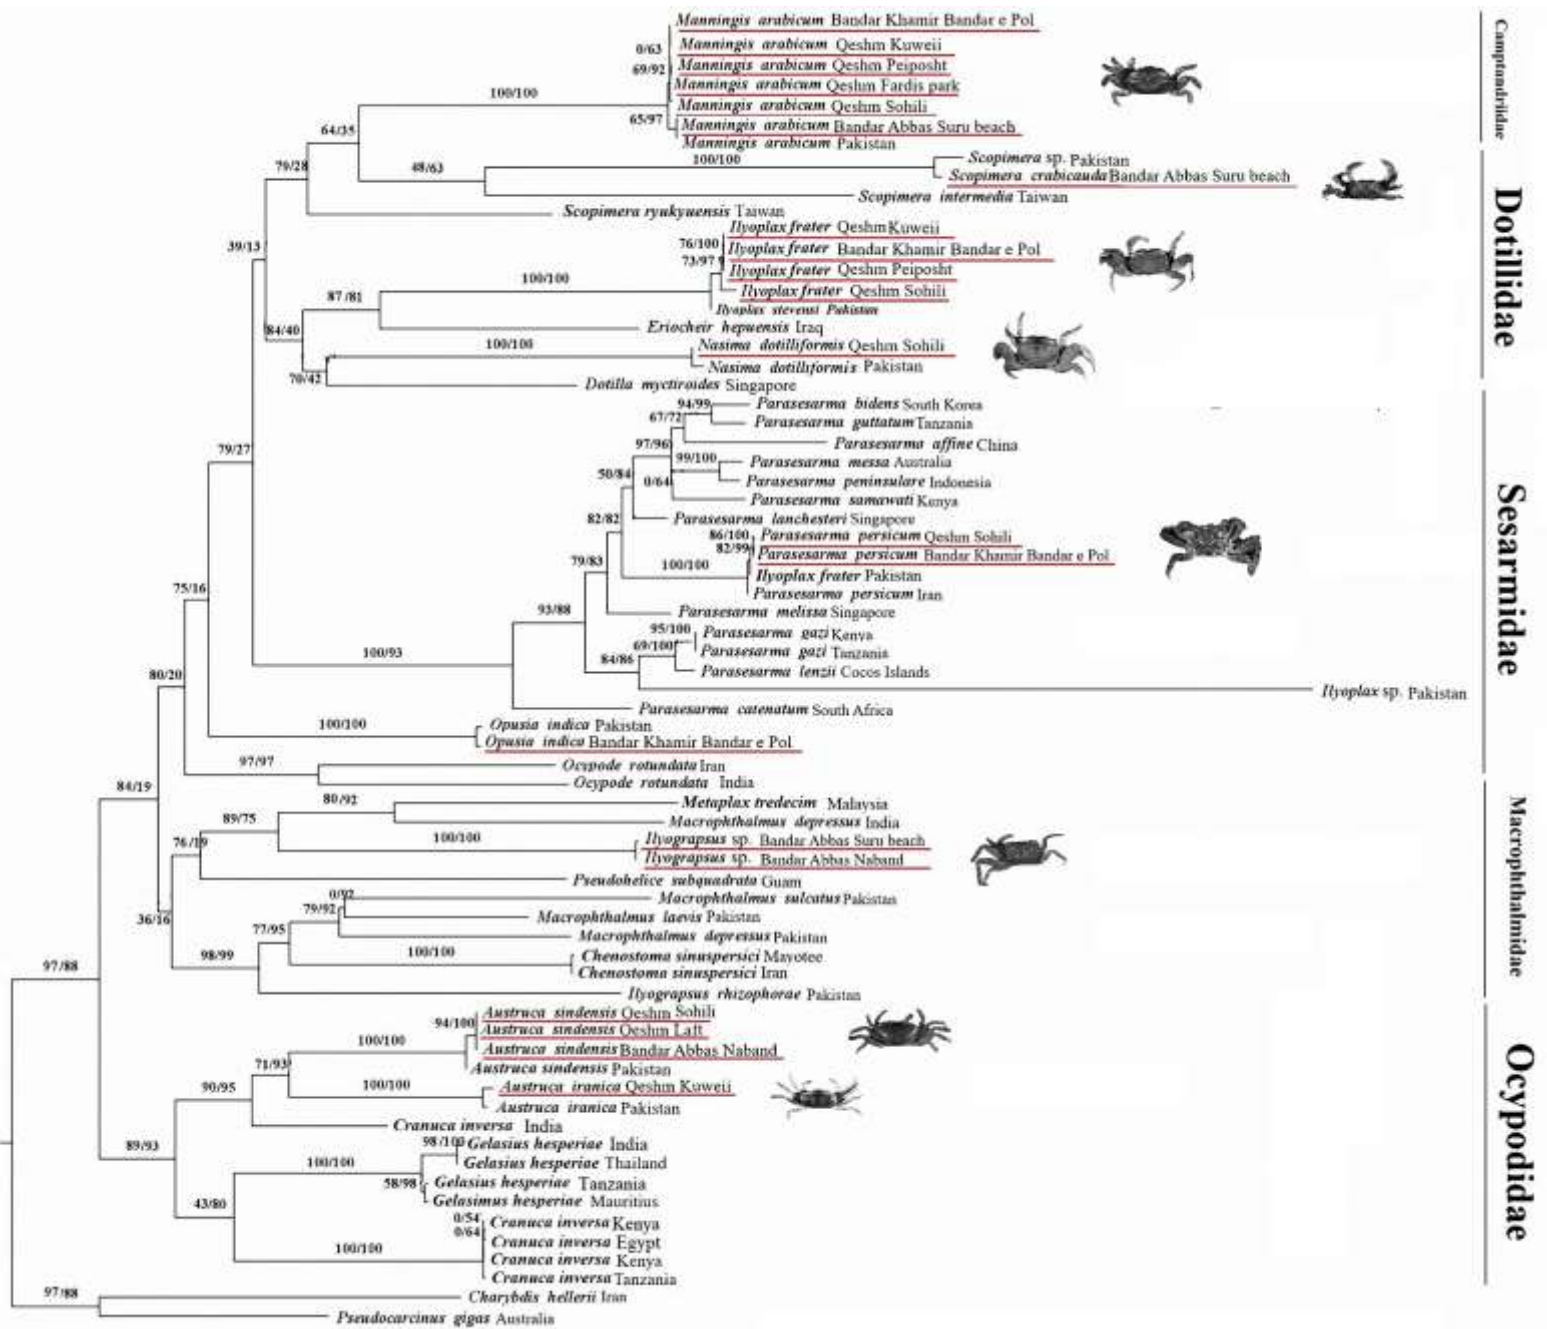 Manningis arabicum Bandar Khamir Bandar e Pol
0/63
Manningis arabicum Qeshm Kuweii
69/92
Manningis arabicum Qeshm Peiposht
Manningis arabicum Qeshm Fardis park
100/100
Manningis arabicum Qeshm Sohili
65/97
Manningis arabicum Bandar Abbas Suru beach
Manningis arabicum Pakistan
Camptandriidae
64/35
79/28
48/63
100/100
Scopimera sp. Pakistan
Scopimera crabicauda Bandar Abbas Suru beach
Scopimera intermedia Taiwan
Scopimera ryukyuensis Taiwan
39/13
Ilyoplax frater Qeshm Kuweii
76/100
Ilyoplax frater Bandar Khamir Bandar e Pol
73/97
Ilyoplax frater Qeshm Peiposht
100/100
Ilyoplax frater Qeshm Sohili
87/81
Ilyoplax stevensi Pakistan
84/40
Eriocheir hepuensis Iraq
100/100
Nasima dotilliformis Qeshm Sohili
Nasima dotilliformis Pakistan
70/42
Dotilla myctiroides Singapore
Dotillidae
94/99
Parasesarma bidens South Korea
67/72
Parasesarma guttatum Tanzania
97/96
Parasesarma affine China
99/100
Parasesarma messa Australia
79/27
50/84
0/64
Parasesarma peninsulare Indonesia
Parasesarma samawati Kenya
82/82
Parasesarma lanchesteri Singapore
86/100
Parasesarma persicum Qeshm Sohili
82/99
Parasesarma persicum Bandar Khamir Bandar e Pol
79/83
100/100
Ilyoplax frater Pakistan
75/16
Parasesarma persicum Iran
93/88
Parasesarma melissa Singapore
95/100
Parasesarma gazi Kenya
69/100
Parasesarma gazi Tanzania
100/93
84/86
Parasesarma lenzii Cocos Islands
80/20
Ilyoplax sp. Pakistan
Parasesarma catenatum South Africa
100/100
Opusia indica Pakistan
Opusia indica Bandar Khamir Bandar e Pol
97/97
Ocypode rotundata Iran
Ocypode rotundata India
Sesarmidae
84/19
80/92
Metaplax tredecim Malaysia
89/75
Macrophthalmus depressus India
100/100
Ilyograpsus sp. Bandar Abbas Suru beach
76/19
Ilyograpsus sp. Bandar Abbas Naband
Pseudohelice subquadrata Guam
0/92
Macrophthalmus sulcatus Pakistan
79/92
36/16
Macrophthalmus laevis Pakistan
77/95
Macrophthalmus depressus Pakistan
98/99
100/100
Chenostoma sinuspersici Mayotee
97/88
Chenostoma sinuspersici Iran
Ilyograpsus rhizophorae Pakistan
Macrophthalmidae
Austruca sindensis Qeshm Sohili
94/100
Austruca sindensis Qeshm Laft
100/100
Austruca sindensis Bandar Abbas Naband
71/93
Austruca sindensis Pakistan
90/95
100/100
Austruca iranica Qeshm Kuweii
Austruca iranica Pakistan
Cranuca inversa India
89/93
98/100
Gelasius hesperiae India
100/100
Gelasius hesperiae Thailand
58/98
Gelasius hesperiae Tanzania
43/80
Gelasimus hesperiae Mauritius
0/54
Cranuca inversa Kenya
0/64
Cranuca inversa Egypt
100/100
Cranuca inversa Kenya
Cranuca inversa Tanzania
Ocypodidae
97/88
Charybdis hellerii Iran
Pseudocarcinus gigas Australia